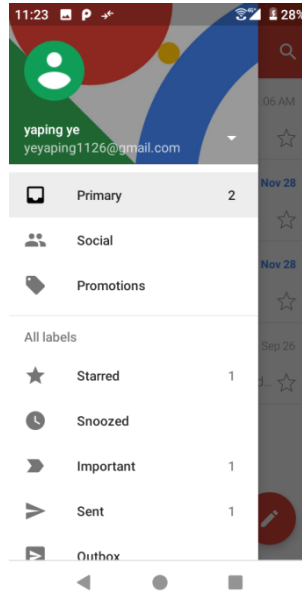 11:23 28%
yaping ye
yeyaping1126@gmail.com
06 AM
Primary 2
Nov 28
Social
Nov 28
Promotions
All labels
Sep 26
Starred 1
d...
Snoozed
Important 1
Sent 1
Outbox